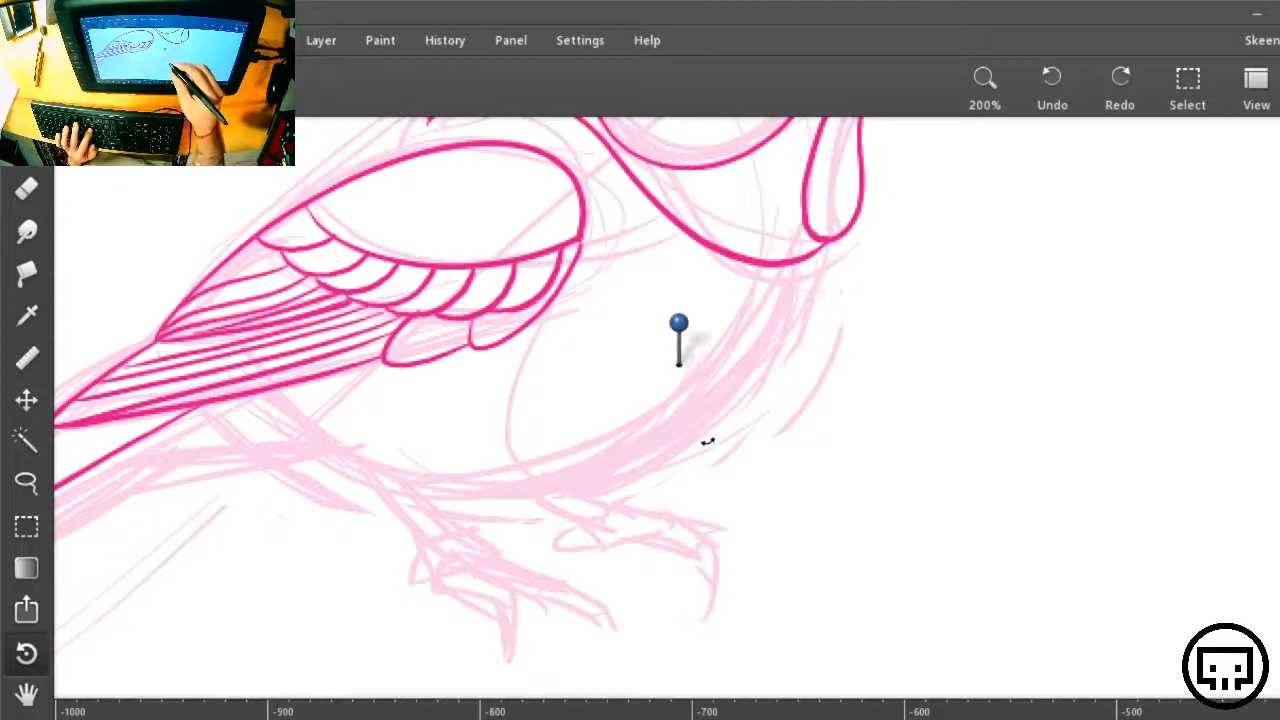 Layer Paint History Panel Settings Help Skeen
200% Undo Redo Select View
-1000 -900 -800 -700 -600 -500